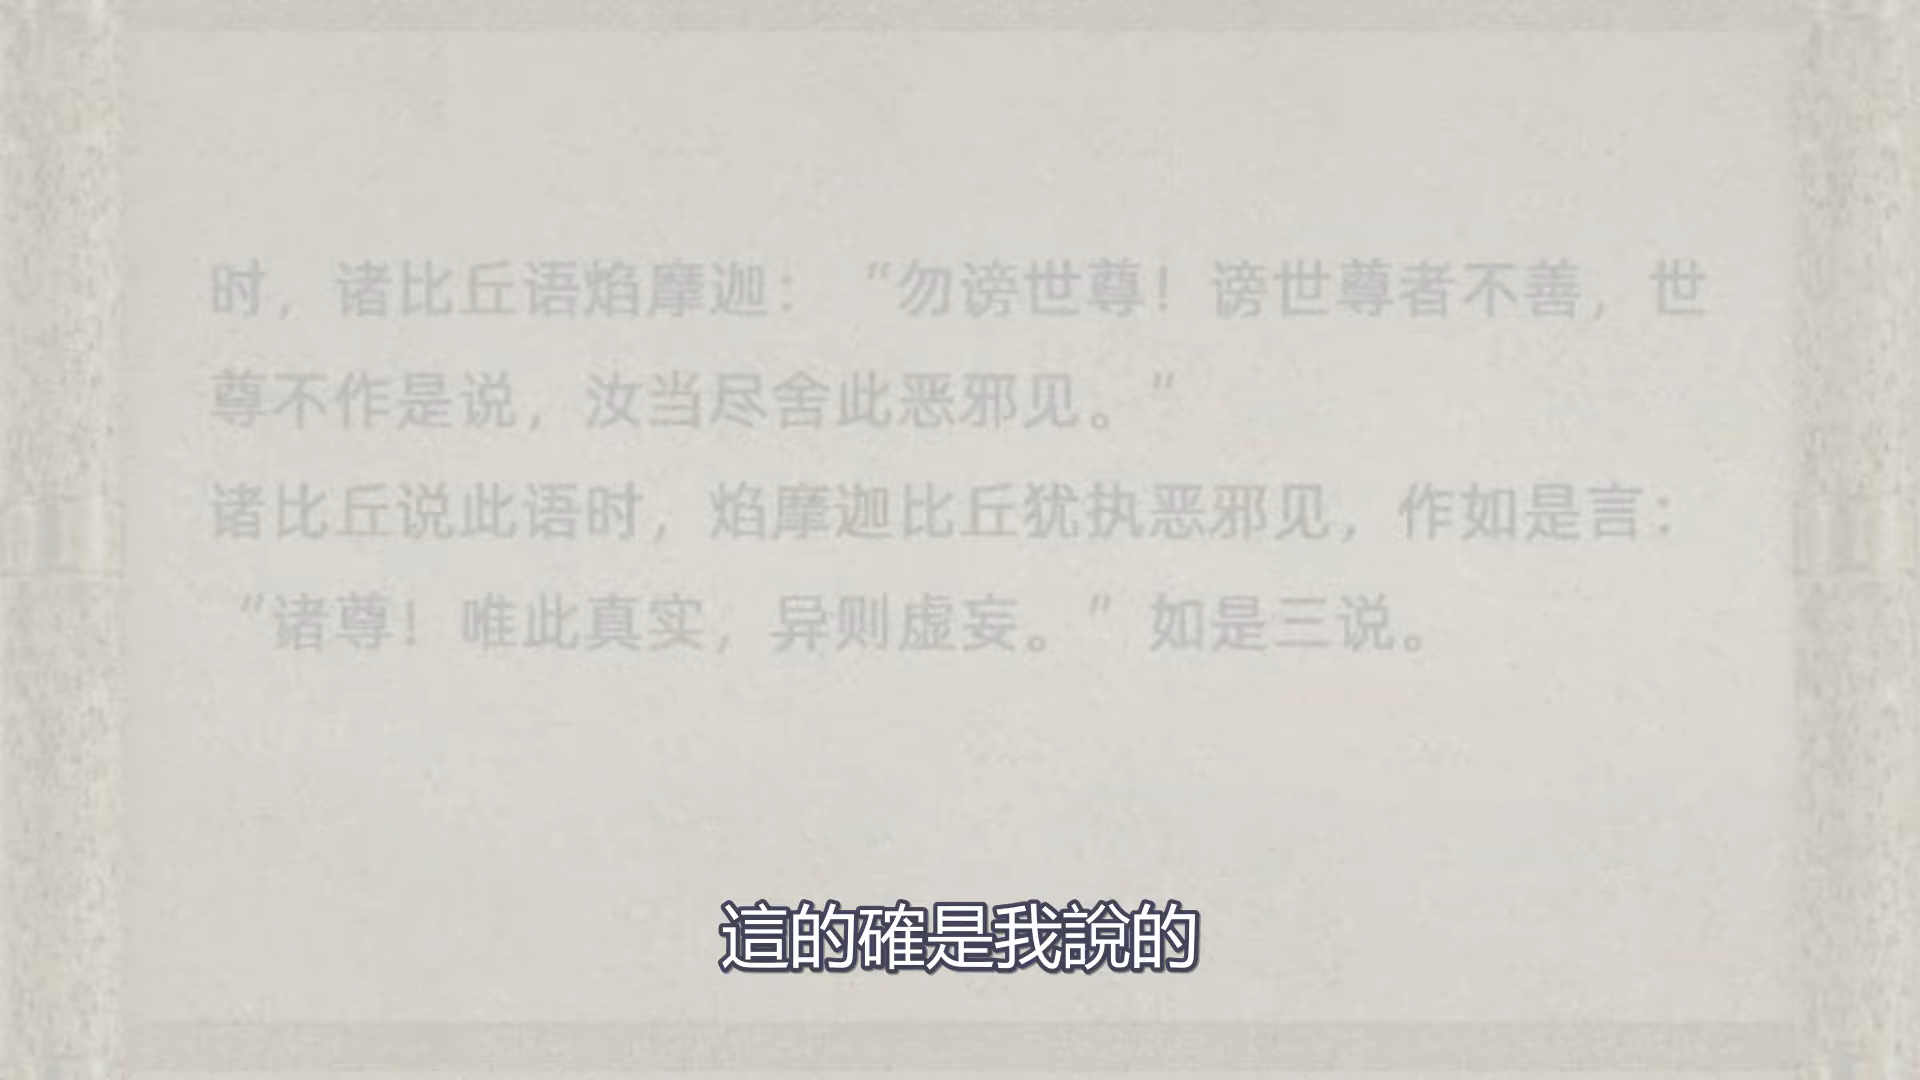 时，诸比丘语焰摩迦：“勿谤世尊！谤世尊者不善，世
尊不作是说，汝当尽舍此恶邪见。”
诸比丘说此语时，焰摩迦比丘犹执恶邪见，作如是言：
“诸尊！唯此真实，异则虚妄。”如是三说。
這的確是我說的